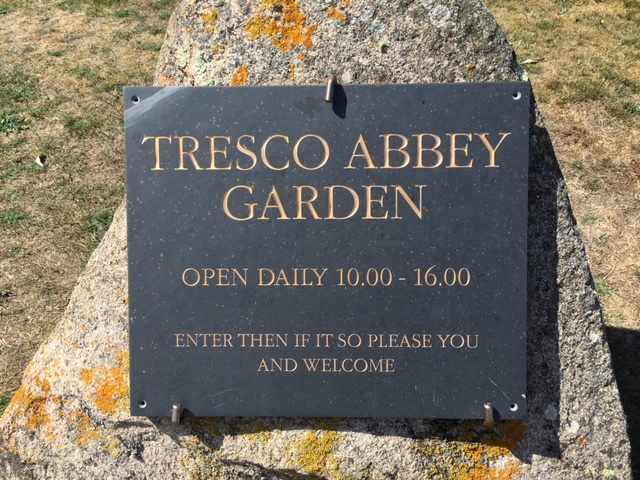 TRESCO ABBEY
GARDEN
OPEN DAILY 10.00 - 16.00
ENTER THEN IF IT SO PLEASE YOU
AND WELCOME